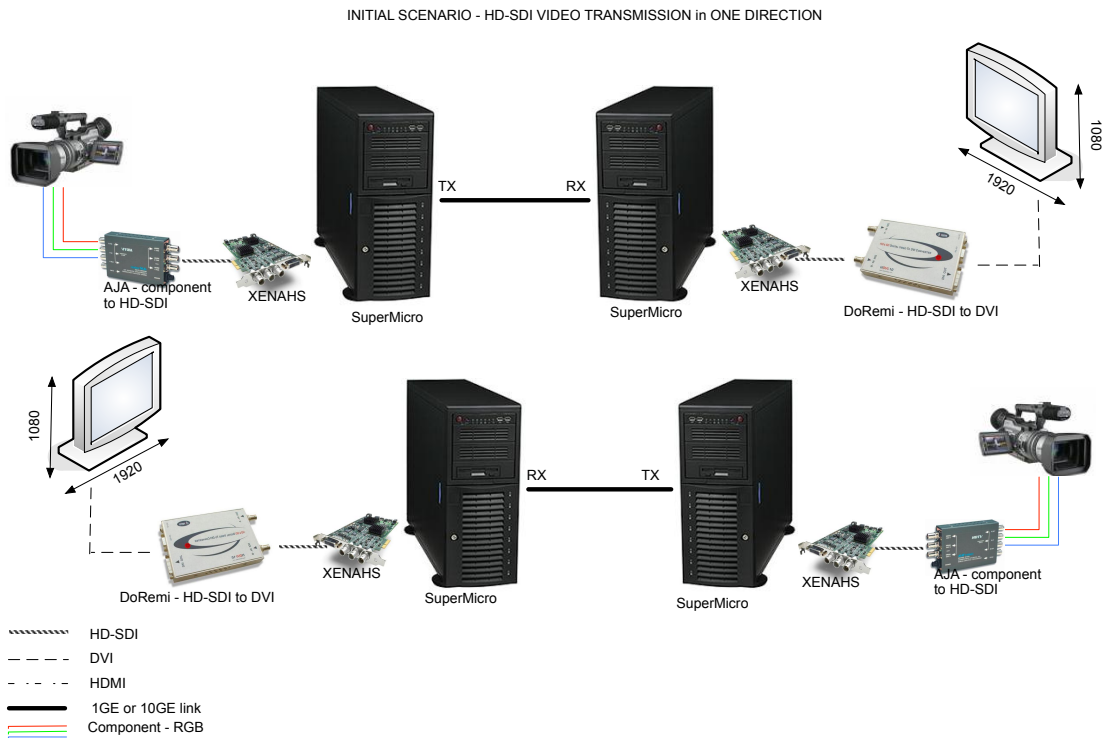 INITIAL SCENARIO - HD-SDI VIDEO TRANSMISSION in ONE DIRECTION
1080
1920
TX
RX
AJA - component
to HD-SDI
XENAHS
SuperMicro
SuperMicro
XENAHS
DoRemi - HD-SDI to DVI
1080
1920
RX
TX
DoRemi - HD-SDI to DVI
XENAHS
SuperMicro
SuperMicro
XENAHS
AJA - component
to HD-SDI
HD-SDI
DVI
HDMI
1GE or 10GE link
Component - RGB